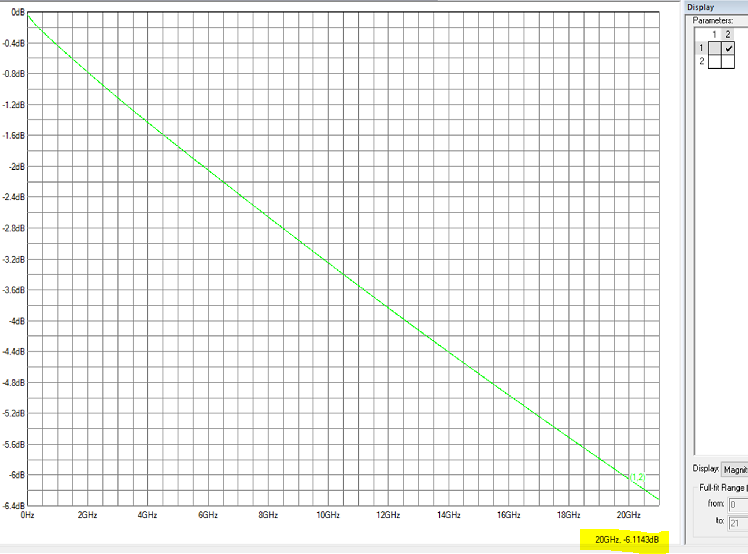 Display
Parameters:
1 2
1
2
0dB
-0.4dB
-0.8dB
-1.2dB
-1.6dB
-2dB
-2.4dB
-2.8dB
-3.2dB
-3.6dB
-4dB
-4.4dB
-4.8dB
-5.2dB
-5.6dB
-6dB
-6.4dB
(1,2)
0Hz 2GHz 4GHz 6GHz 8GHz 10GHz 12GHz 14GHz 16GHz 18GHz 20GHz
20GHz, -6.1143dB
Display: Magnit
Full-fit Range (
from: 0
to: 21